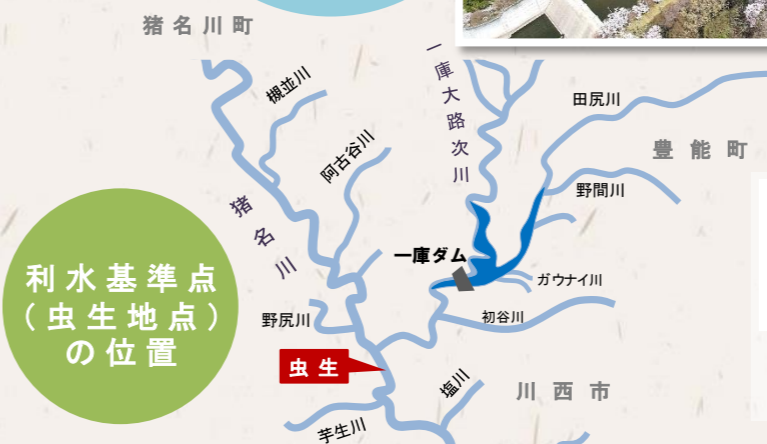 猪名川町
槻並川
阿古谷川
一庫大路次川
田尻川
豊能町
猪名川
野間川
一庫ダム
ガウナイ川
利水基準点
(虫生地点)
の位置
野尻川
初谷川
虫生
塩川
川西市
芋生川